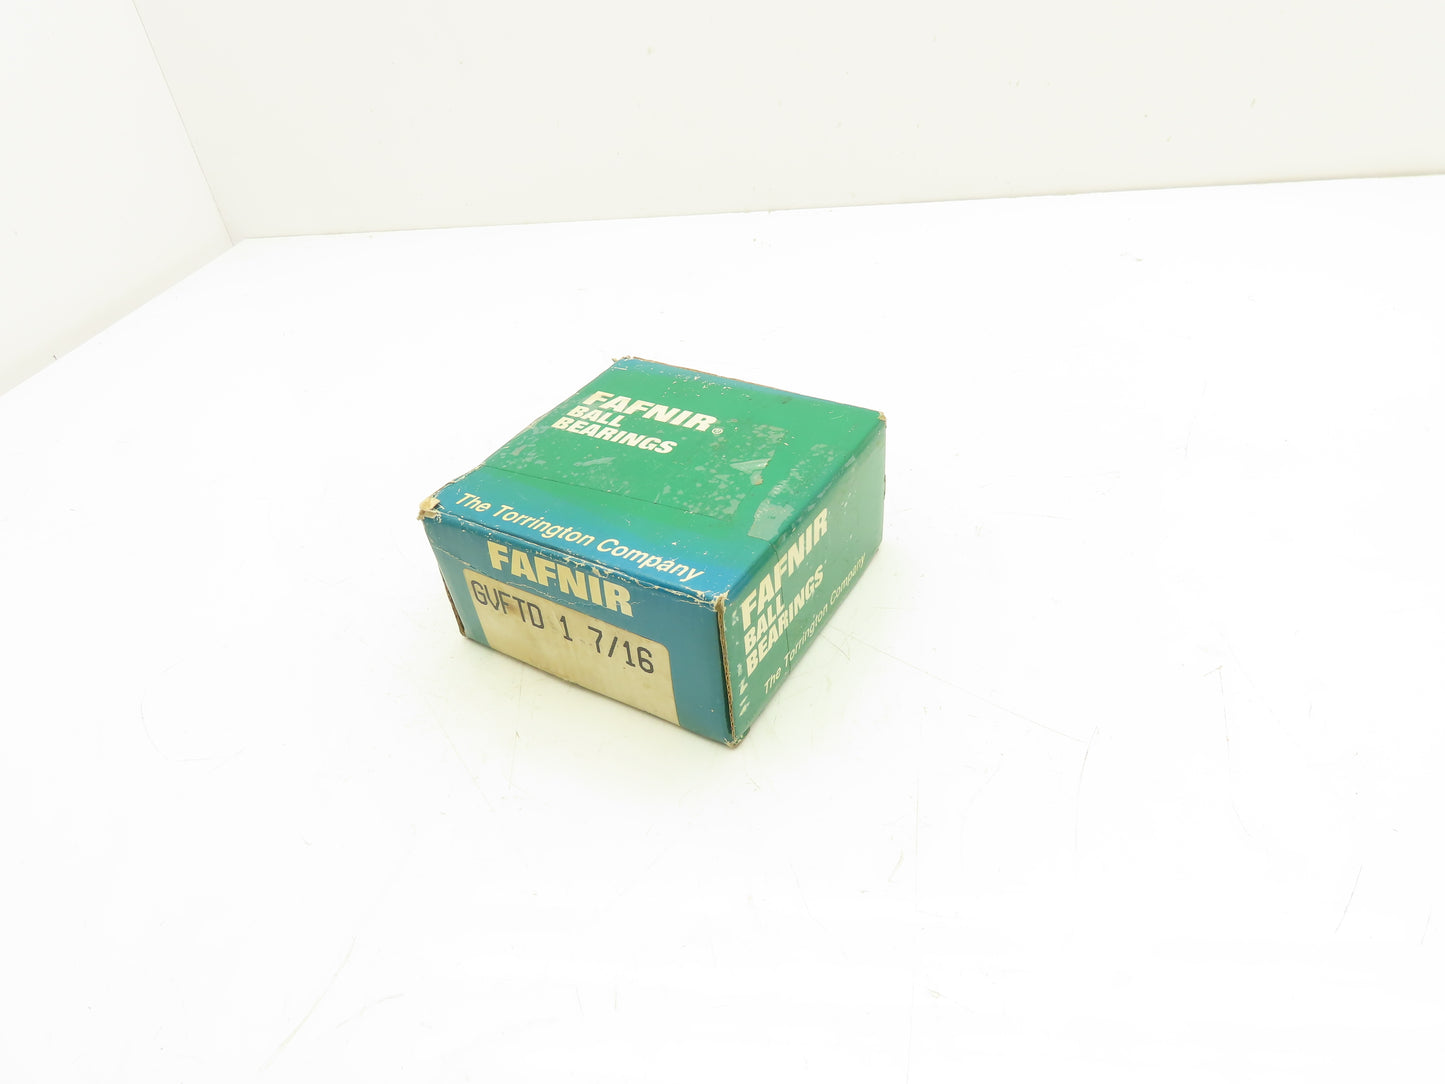 FAFNIR®
BALL
BEARINGS
The Torrington Company
FAFNIR
GVFTD 1 7/16
FAFNIR
BALL
BEARINGS
The Torrington Company